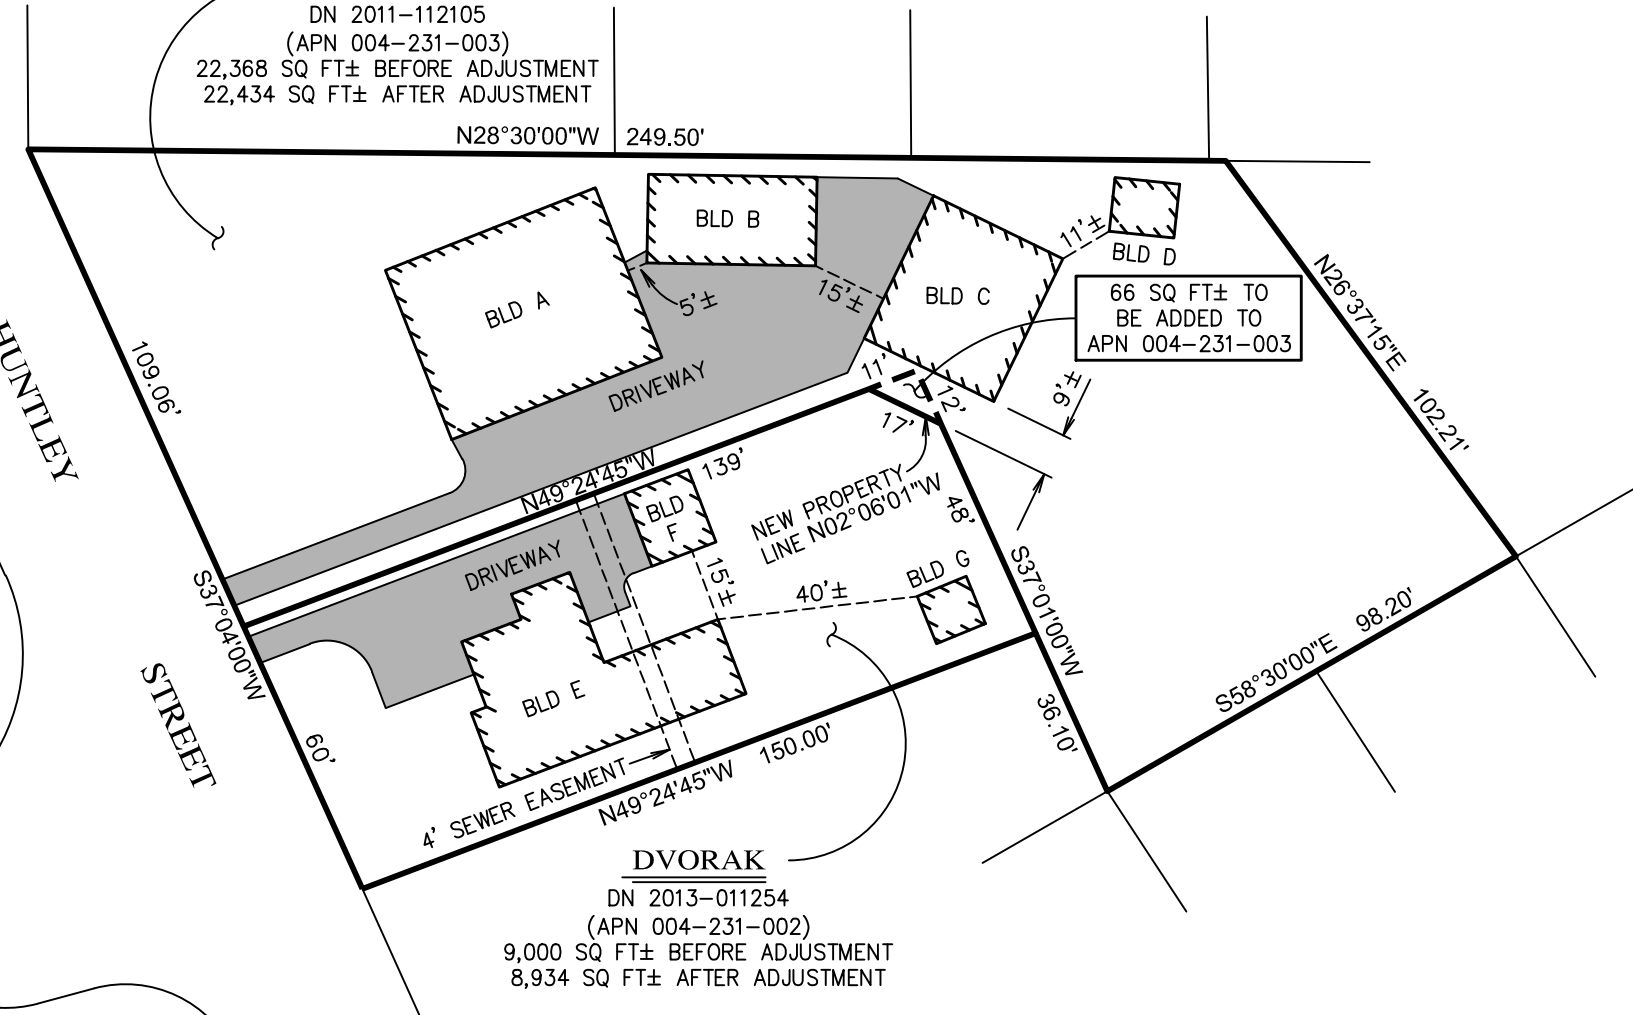 DN 2011-112105
(APN 004-231-003)
22,368 SQ FT± BEFORE ADJUSTMENT
22,434 SQ FT± AFTER ADJUSTMENT
N28°30'00"W 249.50'
BLD A
BLD B
BLD C
BLD D
5'±
15'±
11'±
66 SQ FT± TO
BE ADDED TO
APN 004-231-003
N26°37'15"E 102.21'
HUNTLEY
STREET
109.06'
DRIVEWAY
11'
12'
17'
9'±
N49°24'45"W 139'
NEW PROPERTY
LINE N02°06'01"W
48'
BLD
F
DRIVEWAY
15'±
40'±
BLD G
S37°04'00"W
60'
S37°01'00"W
36.10'
S58°30'00"E 98.20'
BLD E
4' SEWER EASEMENT
N49°24'45"W 150.00'
DVORAK
DN 2013-011254
(APN 004-231-002)
9,000 SQ FT± BEFORE ADJUSTMENT
8,934 SQ FT± AFTER ADJUSTMENT